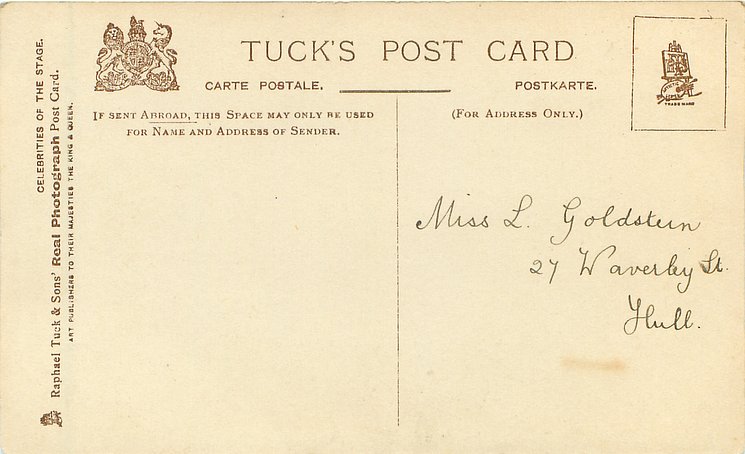 TUCK'S POST CARD
CARTE POSTALE. POSTKARTE.
IF SENT ABROAD, THIS SPACE MAY ONLY BE USED
FOR NAME AND ADDRESS OF SENDER.
(FOR ADDRESS ONLY.)
TRADE MARK
Miss L. Goldstein
27 Waverley St.
Hull.
CELEBRITIES OF THE STAGE.
Raphael Tuck & Sons' Real Photograph Post Card.
ART PUBLISHERS TO THEIR MAJESTIES THE KING & QUEEN.